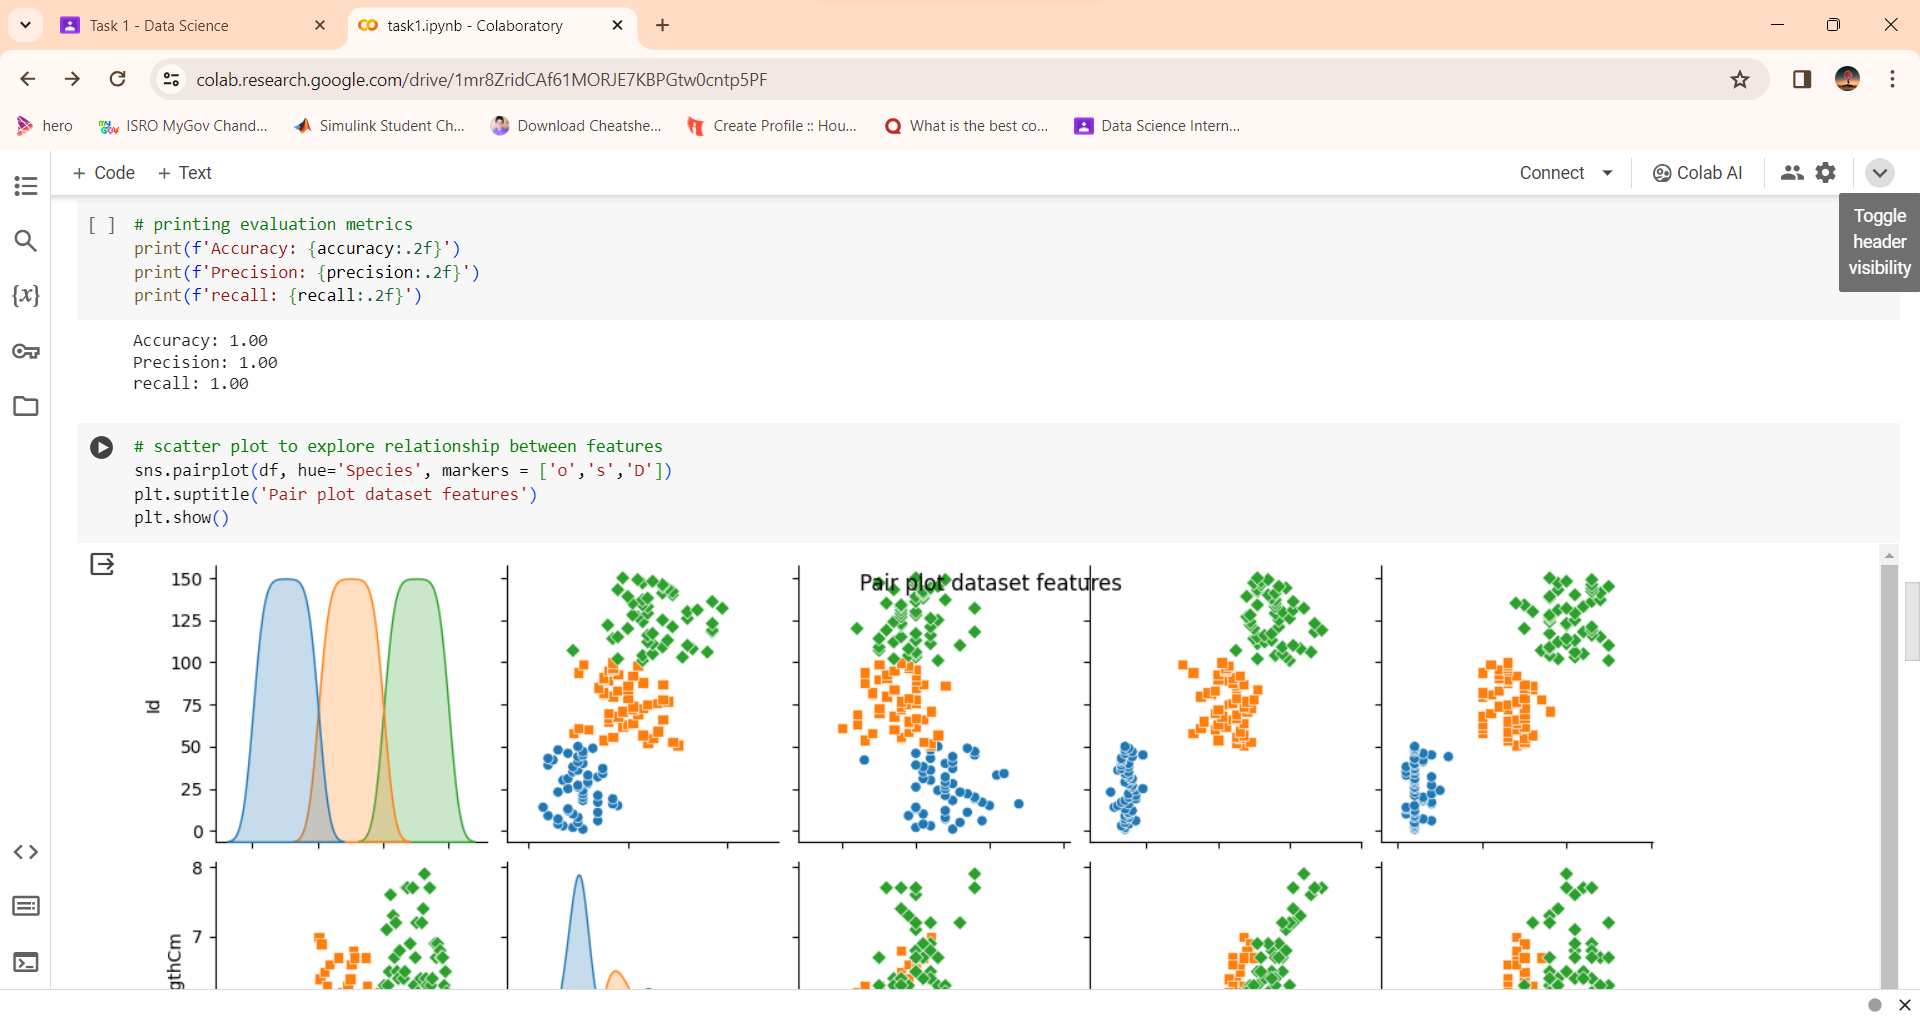 Task 1 - Data Science
task1.ipynb - Colaboratory
colab.research.google.com/drive/1mr8ZridCAf61MORJE7KBPGtw0cntp5PF
hero
ISRO MyGov Chand...
Simulink Student Ch...
Download Cheatshe...
Create Profile :: Hou...
What is the best co...
Data Science Intern...
+ Code + Text
Connect
Colab AI
Toggle
header
visibility
[ ] # printing evaluation metrics
print(f'Accuracy: {accuracy:.2f}')
print(f'Precision: {precision:.2f}')
print(f'recall: {recall:.2f}')
Accuracy: 1.00
Precision: 1.00
recall: 1.00
# scatter plot to explore relationship between features
sns.pairplot(df, hue='Species', markers = ['o','s','D'])
plt.suptitle('Pair plot dataset features')
plt.show()
Pair plot dataset features
150
125
100
75
50
25
0
Id
8
7
gthCm